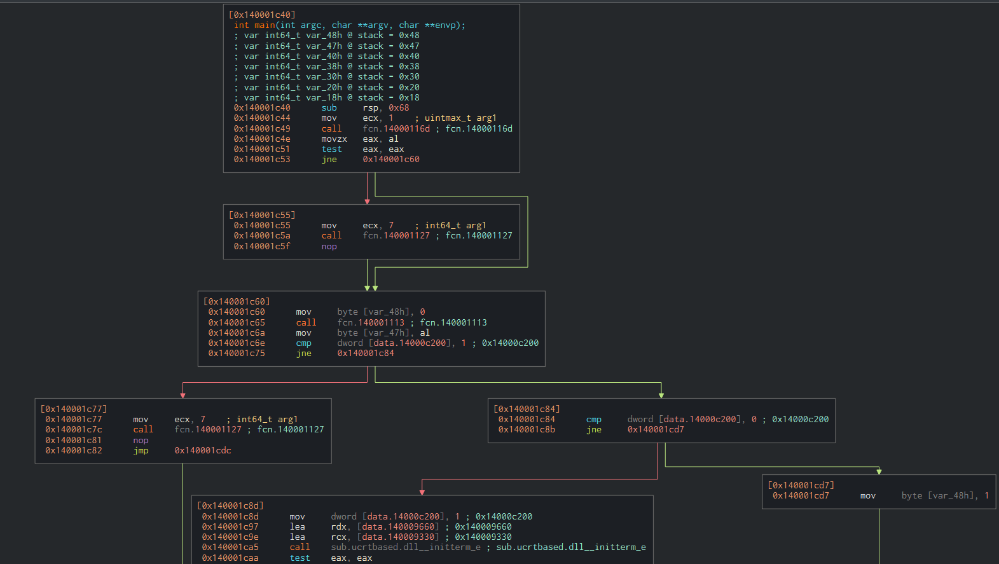 [0x140001c40]
int main(int argc, char **argv, char **envp);
; var int64_t var_48h @ stack - 0x48
; var int64_t var_47h @ stack - 0x47
; var int64_t var_40h @ stack - 0x40
; var int64_t var_38h @ stack - 0x38
; var int64_t var_30h @ stack - 0x30
; var int64_t var_20h @ stack - 0x20
; var int64_t var_18h @ stack - 0x18
0x140001c40 sub rsp, 0x68
0x140001c44 mov ecx, 1 ; uintmax_t arg1
0x140001c49 call fcn.14000116d ; fcn.14000116d
0x140001c4e movzx eax, al
0x140001c51 test eax, eax
0x140001c53 jne 0x140001c60
[0x140001c55]
0x140001c55 mov ecx, 7 ; int64_t arg1
0x140001c5a call fcn.140001127 ; fcn.140001127
0x140001c5f nop
[0x140001c60]
0x140001c60 mov byte [var_48h], 0
0x140001c65 call fcn.140001113 ; fcn.140001113
0x140001c6a mov byte [var_47h], al
0x140001c6e cmp dword [data.14000c200], 1 ; 0x14000c200
0x140001c75 jne 0x140001c84
[0x140001c77]
0x140001c77 mov ecx, 7 ; int64_t arg1
0x140001c7c call fcn.140001127 ; fcn.140001127
0x140001c81 nop
0x140001c82 jmp 0x140001cdc
[0x140001c84]
0x140001c84 cmp dword [data.14000c200], 0 ; 0x14000c200
0x140001c8b jne 0x140001cd7
[0x140001cd7]
0x140001cd7 mov byte [var_48h], 1
[0x140001c8d]
0x140001c8d mov dword [data.14000c200], 1 ; 0x14000c200
0x140001c97 lea rdx, [data.140009660] ; 0x140009660
0x140001c9e lea rcx, [data.140009330] ; 0x140009330
0x140001ca5 call sub.ucrtbased.dll__initterm_e ; sub.ucrtbased.dll__initterm_e
0x140001caa test eax, eax